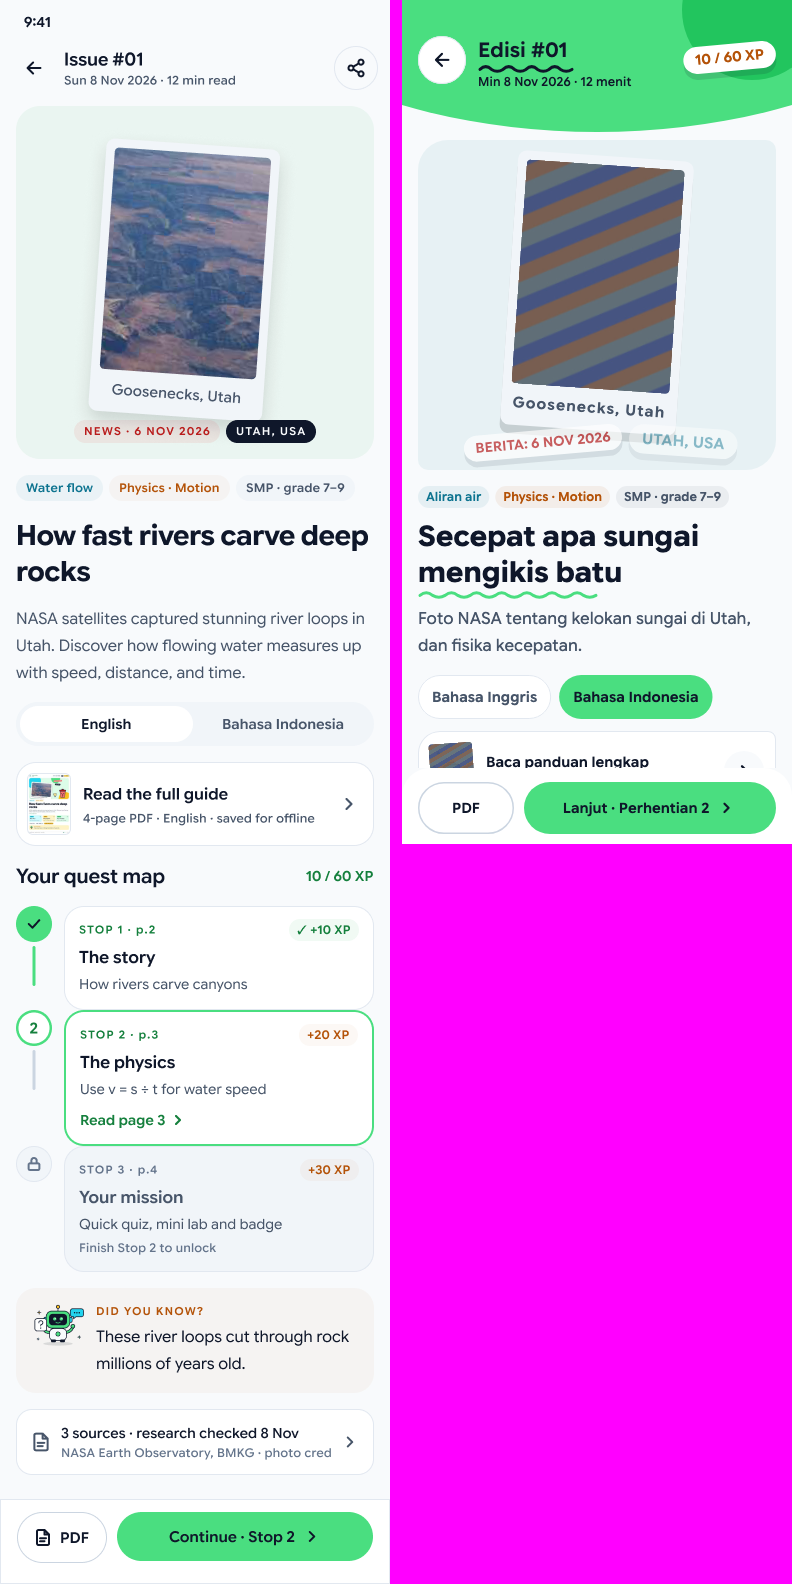 9:41
Issue #01
Sun 8 Nov 2026 · 12 min read
Goosenecks, Utah
NEWS · 6 NOV 2026
UTAH, USA
Water flow
Physics · Motion
SMP · grade 7–9
How fast rivers carve deep
rocks
NASA satellites captured stunning river loops in
Utah. Discover how flowing water measures up
with speed, distance, and time.
English
Bahasa Indonesia
Read the full guide
4-page PDF · English · saved for offline
Your quest map
10 / 60 XP
STOP 1 · p.2
✓ +10 XP
The story
How rivers carve canyons
2
STOP 2 · p.3
+20 XP
The physics
Use v = s ÷ t for water speed
Read page 3
STOP 3 · p.4
+30 XP
Your mission
Quick quiz, mini lab and badge
Finish Stop 2 to unlock
DID YOU KNOW?
These river loops cut through rock
millions of years old.
3 sources · research checked 8 Nov
NASA Earth Observatory, BMKG · photo cred
PDF
Continue · Stop 2
Edisi #01
Min 8 Nov 2026 · 12 menit
10 / 60 XP
Goosenecks, Utah
BERITA: 6 NOV 2026
UTAH, USA
Aliran air
Physics · Motion
SMP · grade 7–9
Secepat apa sungai
mengikis batu
Foto NASA tentang kelokan sungai di Utah,
dan fisika kecepatan.
Bahasa Inggris
Bahasa Indonesia
Baca panduan lengkap
PDF
Lanjut · Perhentian 2